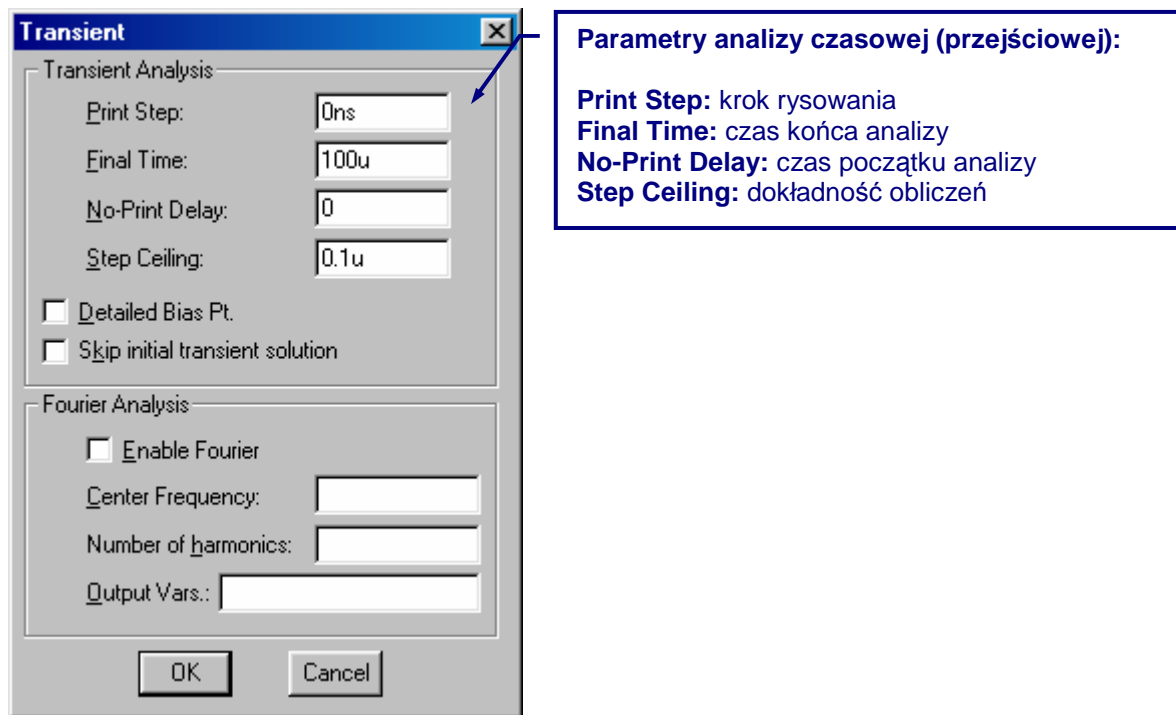 Transient
Transient Analysis
Print Step: 0ns
Final Time: 100u
No-Print Delay: 0
Step Ceiling: 0.1u
Detailed Bias Pt.
Skip initial transient solution
Fourier Analysis
Enable Fourier
Center Frequency:
Number of harmonics:
Output Vars.:
OK Cancel
Parametry analizy czasowej (przejściowej):
Print Step: krok rysowania
Final Time: czas końca analizy
No-Print Delay: czas początku analizy
Step Ceiling: dokładność obliczeń